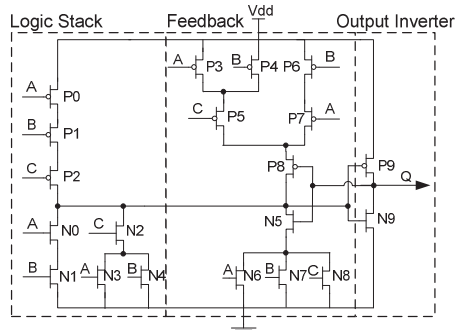 Logic Stack
Feedback
Vdd
Output Inverter
A
P3
B
P4
P6
B
A
P0
B
P1
C
P5
P7
A
C
P2
P8
P9
Q
A
N0
C
N2
N5
N9
B
N1
A
N3
B
N4
A
N6
B
N7
C
N8